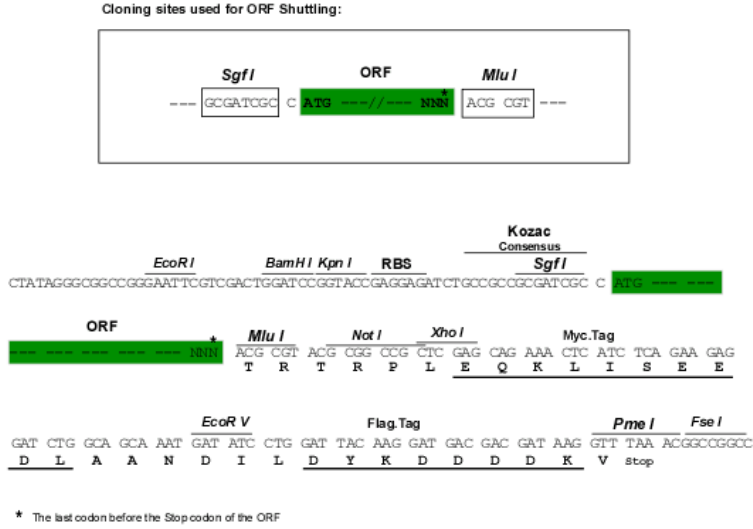 Cloning sites used for ORF Shuttling:
Sgf I ORF Mlu I
*
--- GCGATCGC C ATG ---//--- NNN ACG CGT ---
Kozac
Consensus
EcoR I BamH I Kpn I RBS Sgf I
CTATAGGGCGGCCGGGAATTCGTCGACTGGATCCGGTACCGAGGAGATCTGCCGCCGCGATCGC C ATG --- ---
ORF Mlu I Not I Xho I Myc.Tag
*
--- --- --- --- --- --- NNN ACG CGT ACG CGG CCG CTC GAG CAG AAA CTC ATC TCA GAA GAG
T R T R P L E Q K L I S E E
EcoR V Flag.Tag Pme I Fse I
GAT CTG GCA GCA AAT GAT ATC CTG GAT TAC AAG GAT GAC GAC GAT AAG GTT TAA ACGGCCGGCC
D L A A N D I L D Y K D D D D K V Stop
* The last codon before the Stop codon of the ORF